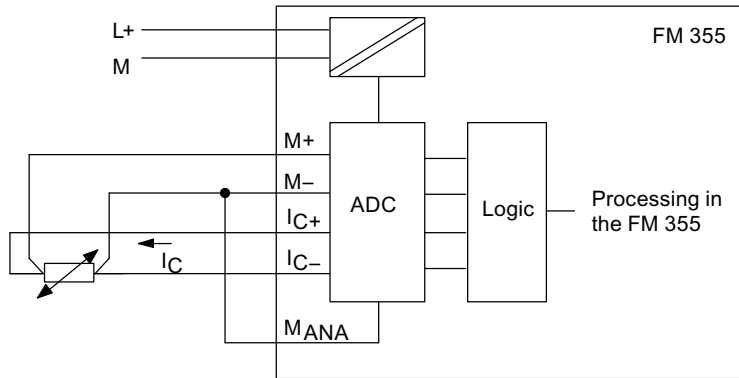 L+
FM 355
M
M+
M–
ADC
Logic
Processing in
the FM 355
IC+
IC
IC–
MANA